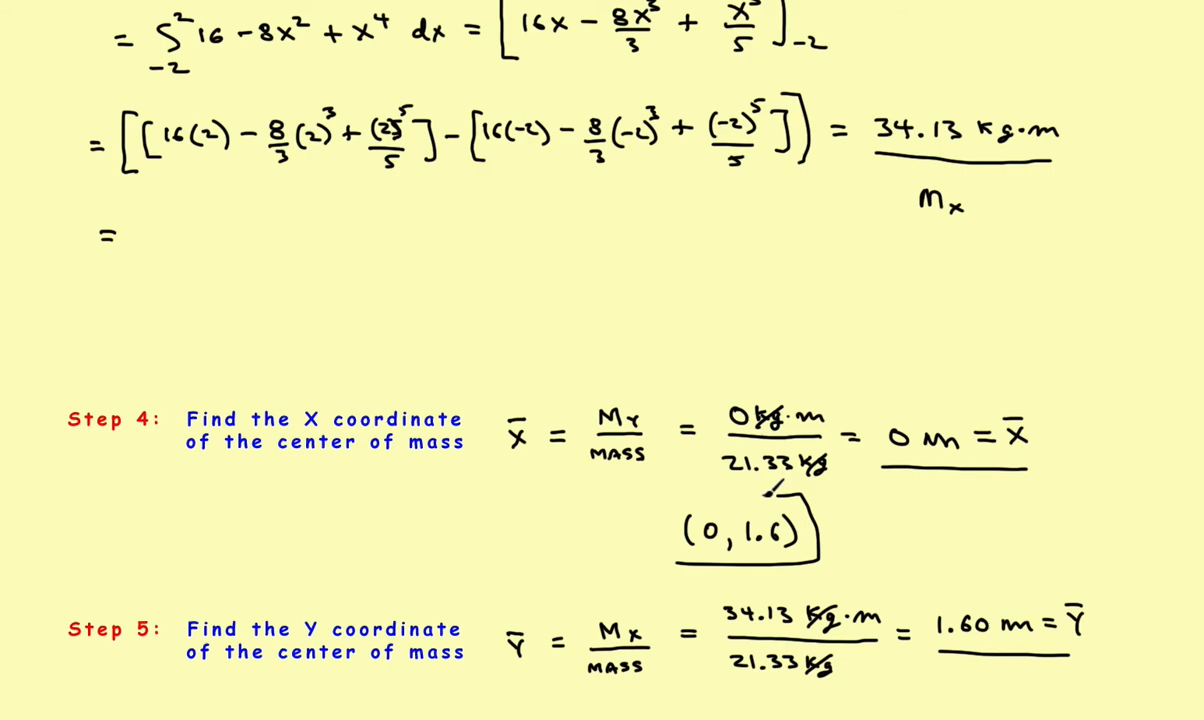 = ∫₋₂² 16 - 8x² + x⁴ dx = [16x - 8x³/3 + x⁵/5]₋₂
= [[16(2) - 8/3(2)³ + (2)⁵/5] - [16(-2) - 8/3(-2)³ + (-2)⁵/5]] = 34.13 kg·m
Mx
=
Step 4: Find the X coordinate of the center of mass X̄ = MY/MASS = 0 kg·m/21.33 kg = 0 m = X̄
(0, 1.6)
Step 5: Find the Y coordinate of the center of mass Ȳ = Mx/MASS = 34.13 kg·m/21.33 kg = 1.60 m = Ȳ